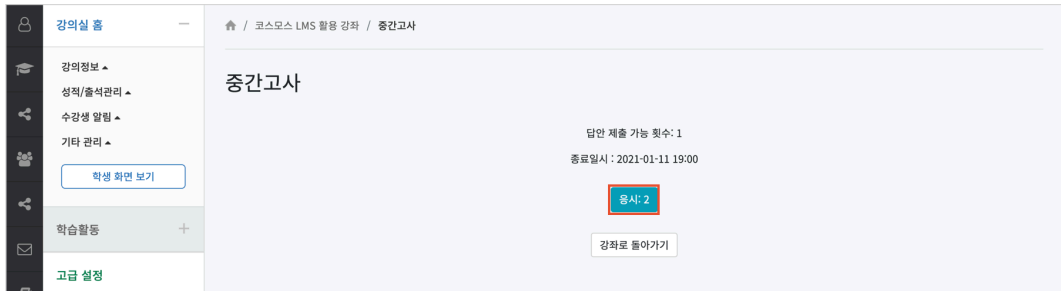 강의실 홈
강의정보
성적/출석관리
수강생 알림
기타 관리
학생 화면 보기
학습활동
고급 설정
/ 코스모스 LMS 활용 강좌 / 중간고사
중간고사
답안 제출 가능 횟수: 1
종료일시 : 2021-01-11 19:00
응시: 2
강좌로 돌아가기